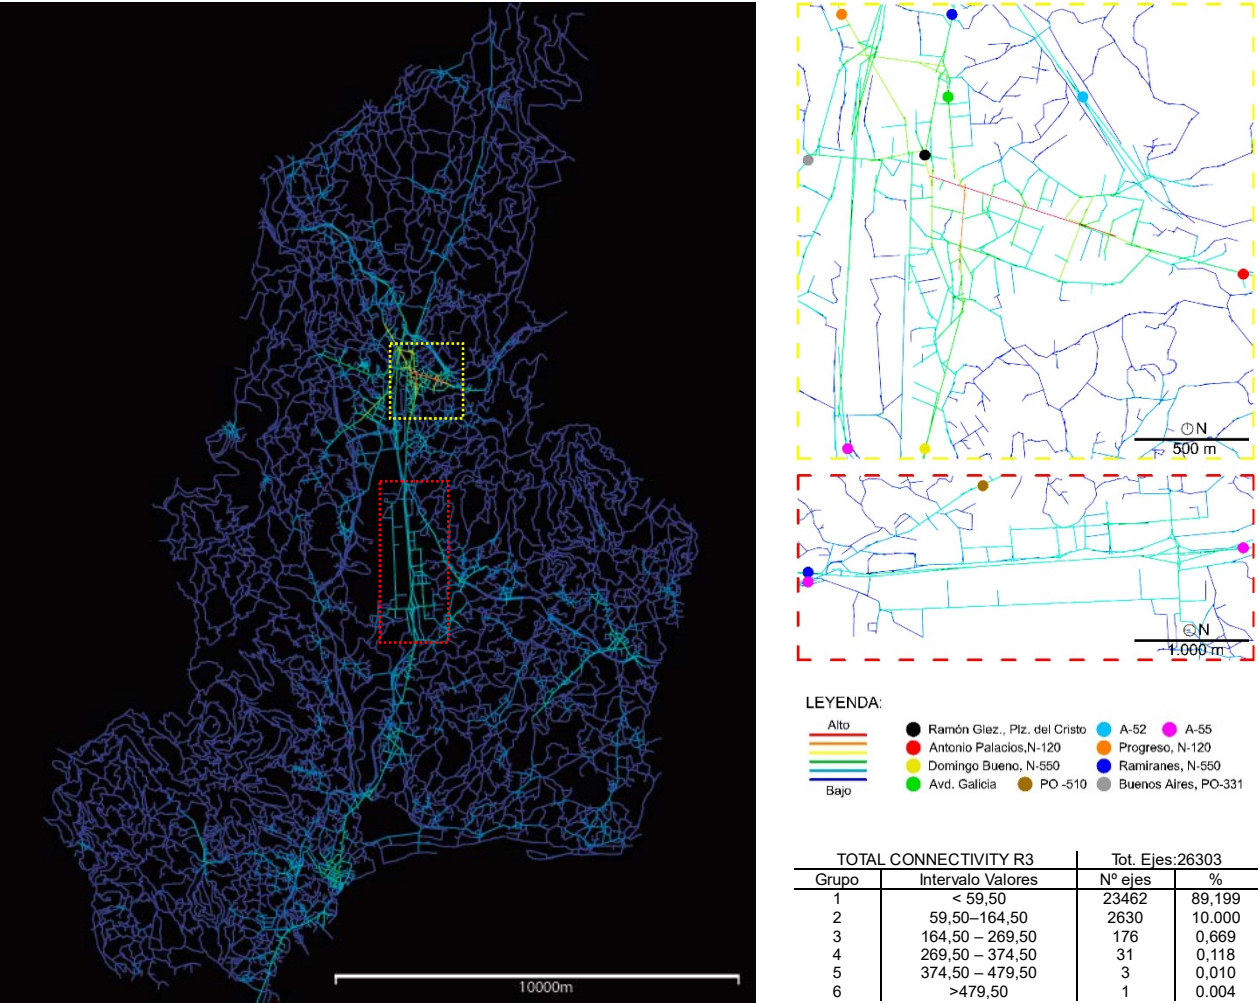 10000m
N
500 m
N
1.000 m
LEYENDA:
Alto
Bajo
Ramón Glez., Plz. del Cristo
A-52
A-55
Antonio Palacios,N-120
Progreso, N-120
Domingo Bueno, N-550
Ramiranes, N-550
Avd. Galicia
PO -510
Buenos Aires, PO-331
TOTAL CONNECTIVITY R3 Tot. Ejes:26303
Grupo Intervalo Valores Nº ejes %
1 < 59,50 23462 89,199
2 59,50–164,50 2630 10.000
3 164,50 – 269,50 176 0,669
4 269,50 – 374,50 31 0,118
5 374,50 – 479,50 3 0,010
6 >479,50 1 0.004